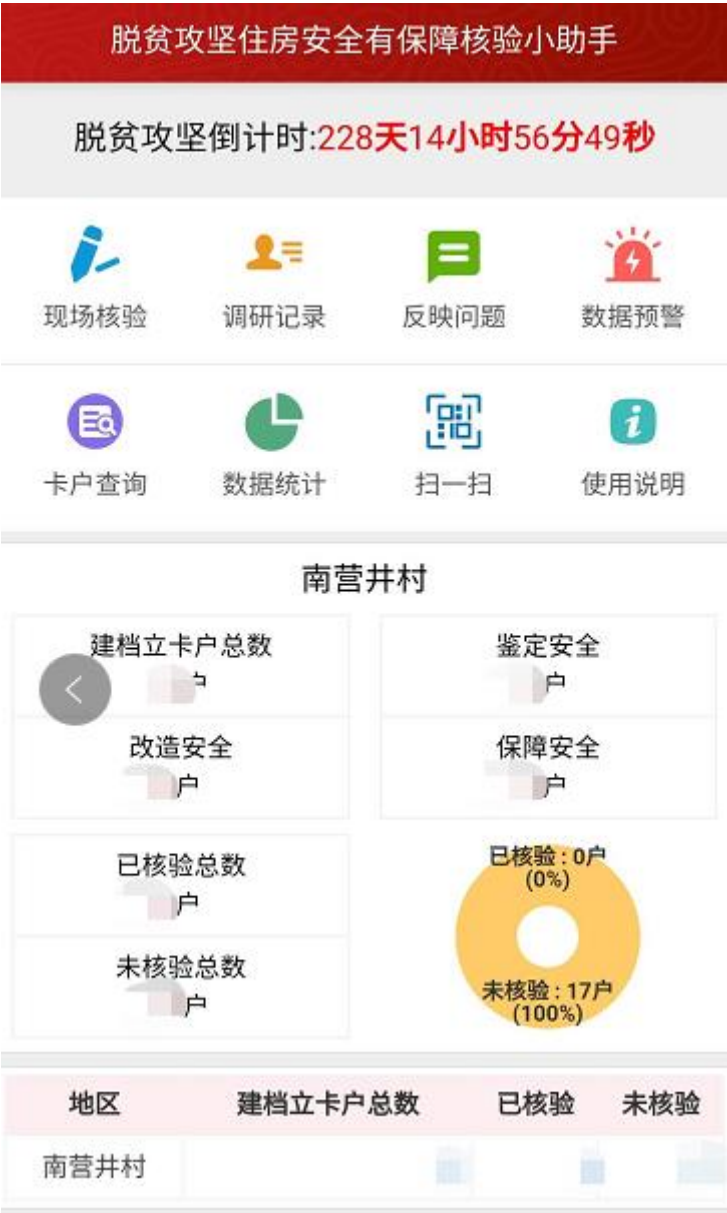 脱贫攻坚住房安全有保障核验小助手
脱贫攻坚倒计时:228天14小时56分49秒
现场核验 调研记录 反映问题 数据预警
卡户查询 数据统计 扫一扫 使用说明
南营井村
建档立卡户总数 鉴定安全
户 户
改造安全 保障安全
户 户
已核验总数
户
未核验总数
户
已核验 : 0户
(0%)
未核验 : 17户
(100%)
地区 建档立卡户总数 已核验 未核验
南营井村